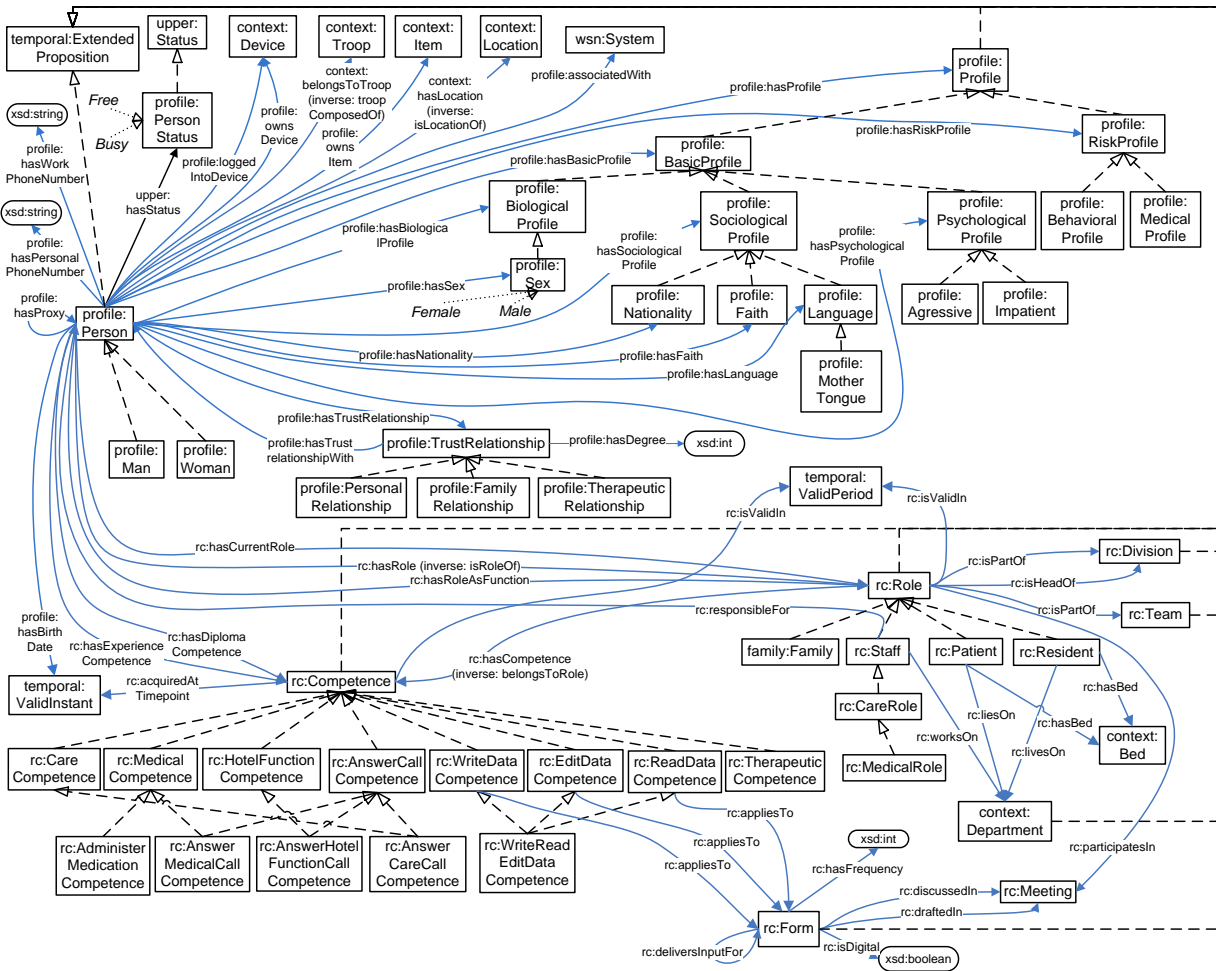 temporal:Extended
Proposition
upper:
Status
context:
Device
context:
Troop
context:
Item
context:
Location
wsn:System
profile:associatedWith
profile:
Profile
profile:hasProfile
Free
Busy
profile:
Person
Status
xsd:string
profile:
hasWork
PhoneNumber
profile:logged
IntoDevice
profile:
owns
Device
context:
belongsToTroop
(inverse: troop
ComposedOf)
profile:
owns
Item
context:
hasLocation
(inverse:
isLocationOf)
profile:hasRiskProfile
profile:
RiskProfile
profile:hasBasicProfile
profile:
BasicProfile
upper:
hasStatus
xsd:string
profile:
hasPersonal
PhoneNumber
profile:hasBiologica
lProfile
profile:
Biological
Profile
profile:
hasSociological
Profile
profile:
Sociological
Profile
profile:
hasPsychological
Profile
profile:
Psychological
Profile
profile:
Behavioral
Profile
profile:
Medical
Profile
profile:hasSex
profile:
Sex
Female
Male
profile:
hasProxy
profile:
Person
profile:
Nationality
profile:
Faith
profile:
Language
profile:
Agressive
profile:
Impatient
profile:hasNationality
profile:hasFaith
profile:hasLanguage
profile:
Mother
Tongue
profile:hasTrustRelationship
profile:hasTrust
relationshipWith
profile:TrustRelationship
profile:hasDegree
xsd:int
profile:
Man
profile:
Woman
profile:Personal
Relationship
profile:Family
Relationship
profile:Therapeutic
Relationship
temporal:
ValidPeriod
rc:isValidIn
rc:isValidIn
rc:hasCurrentRole
rc:hasRole (inverse: isRoleOf)
rc:hasRoleAsFunction
rc:Role
rc:isPartOf
rc:Division
rc:isHeadOf
rc:isPartOf
rc:Team
rc:responsibleFor
profile:
hasBirth
Date
rc:hasExperience
Competence
rc:hasDiploma
Competence
rc:hasCompetence
(inverse: belongsToRole)
family:Family
rc:Staff
rc:Patient
rc:Resident
temporal:
ValidInstant
rc:acquiredAt
Timepoint
rc:Competence
rc:CareRole
rc:MedicalRole
rc:liesOn
rc:worksOn
rc:livesOn
rc:hasBed
rc:hasBed
context:
Bed
rc:Care
Competence
rc:Medical
Competence
rc:HotelFunction
Competence
rc:AnswerCall
Competence
rc:WriteData
Competence
rc:EditData
Competence
rc:ReadData
Competence
rc:Therapeutic
Competence
context:
Department
rc:appliesTo
rc:appliesTo
rc:appliesTo
rc:Administer
Medication
Competence
rc:Answer
MedicalCall
Competence
rc:AnswerHotel
FunctionCall
Competence
rc:Answer
CareCall
Competence
rc:WriteRead
EditData
Competence
xsd:int
rc:hasFrequency
rc:participatesIn
rc:discussedIn
rc:Meeting
rc:draftedIn
rc:Form
rc:deliversInputFor
rc:isDigital
xsd:boolean